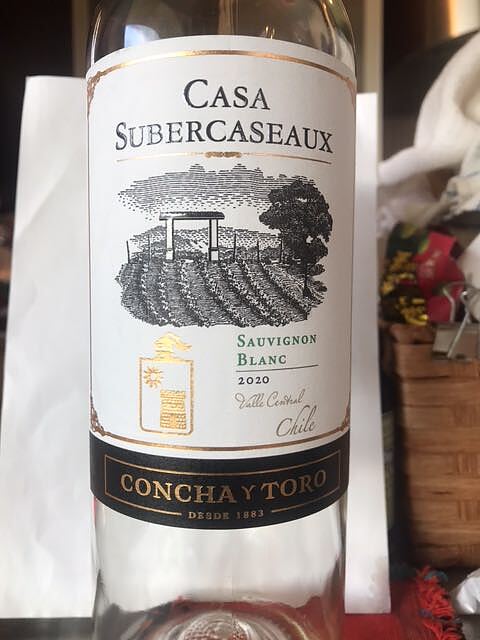 CASA
SUBERCASEAUX
SAUVIGNON
BLANC
2020
Valle Central
Chile
CONCHA Y TORO
DESDE 1883